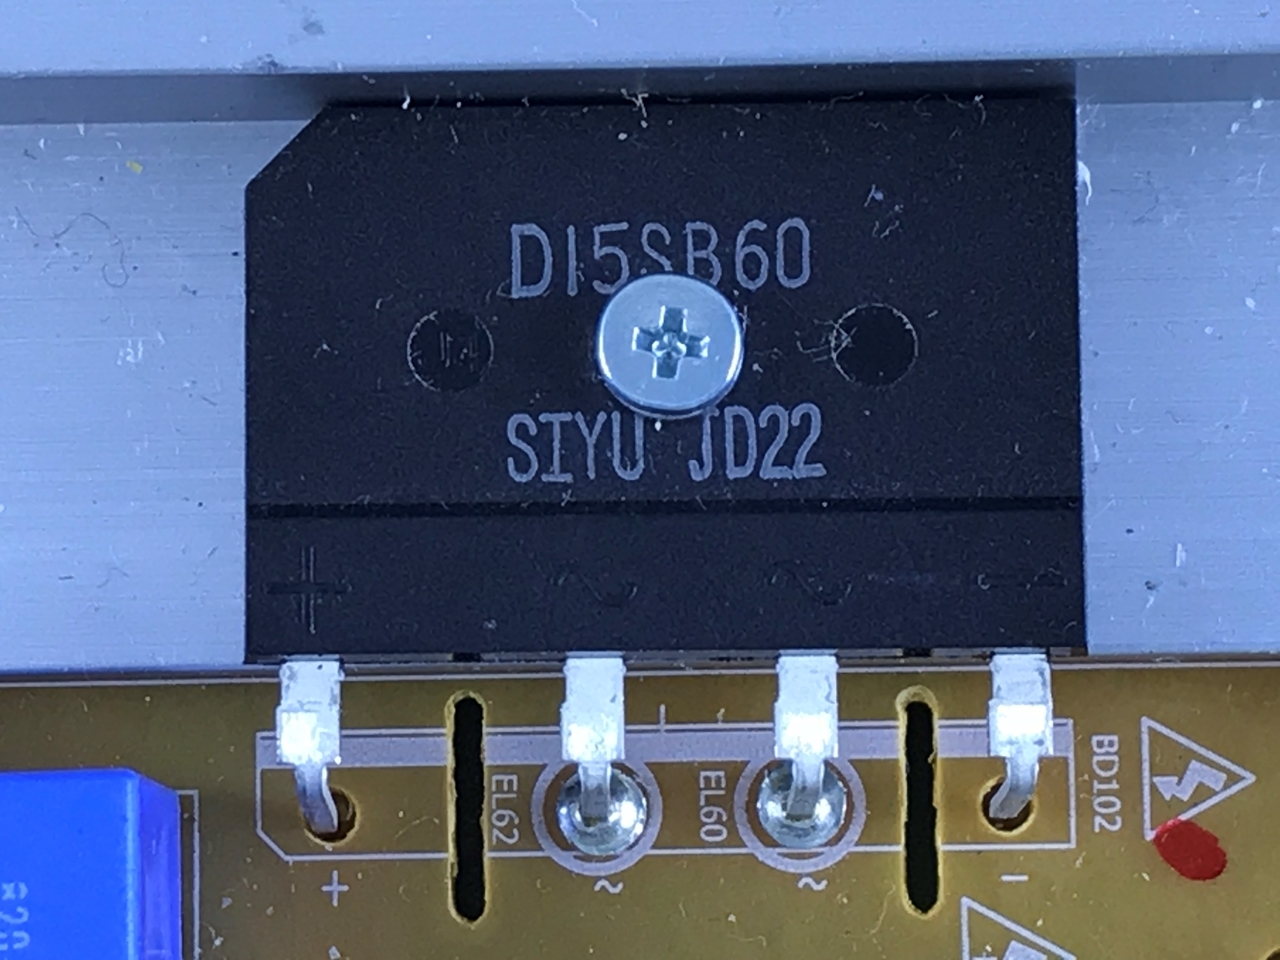 D15SB60
SIYU JD22
+ ~ ~ -
EL62
EL60
BD102
+ ~ ~ -